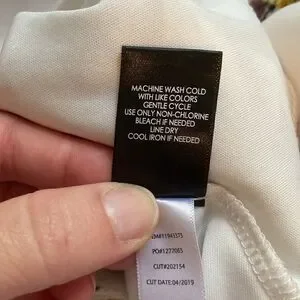 MACHINE WASH COLD
WITH LIKE COLORS
GENTLE CYCLE
USE ONLY NON-CHLORINE
BLEACH IF NEEDED
LINE DRY
COOL IRON IF NEEDED
PO#1277063
CUT#202154
CUT DATE:04/2019